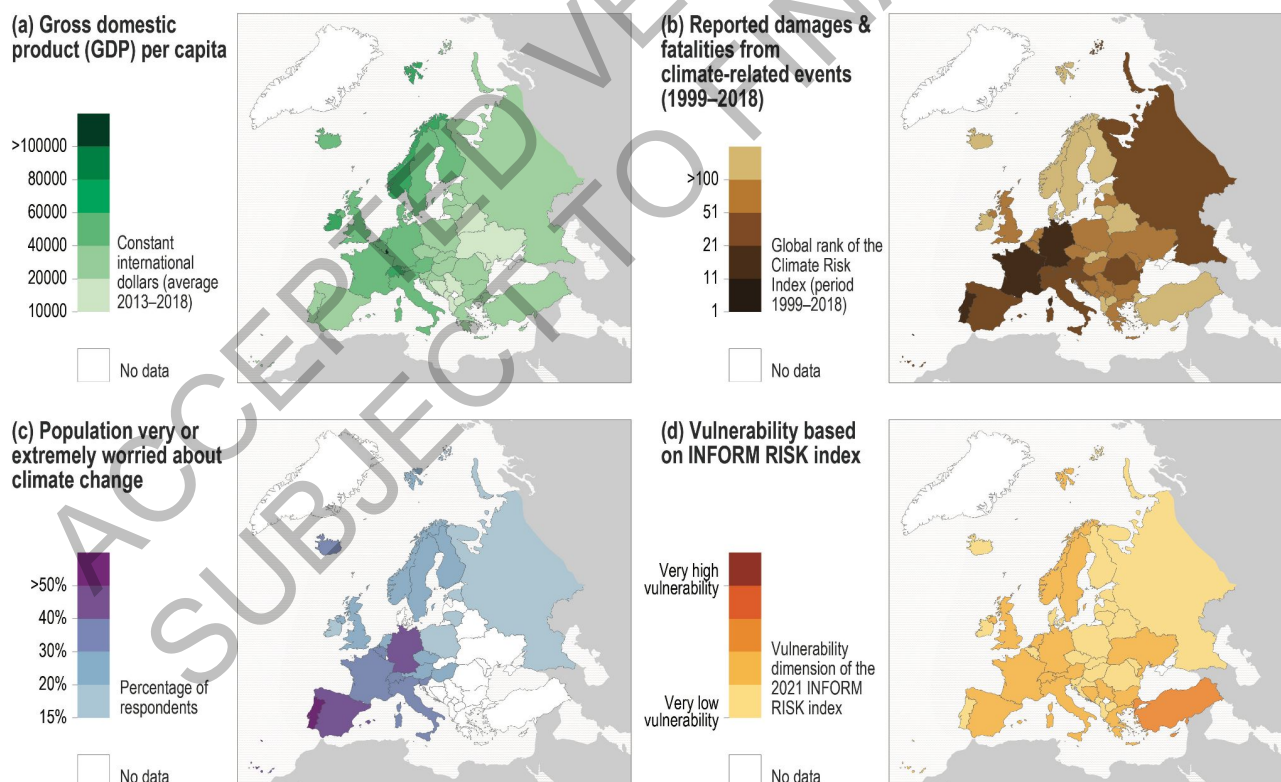 (a) Gross domestic
product (GDP) per capita
>100000
80000
60000
40000
20000
10000
Constant
international
dollars (average
2013–2018)
No data
(b) Reported damages &
fatalities from
climate-related events
(1999–2018)
>100
51
21
11
1
Global rank of the
Climate Risk
Index (period
1999–2018)
No data
(c) Population very or
extremely worried about
climate change
>50%
40%
30%
20%
15%
Percentage of
respondents
No data
(d) Vulnerability based
on INFORM RISK index
Very high
vulnerability
Very low
vulnerability
Vulnerability
dimension of the
2021 INFORM
RISK index
No data
ACCEPTED VE
SUBJECT TO FINA